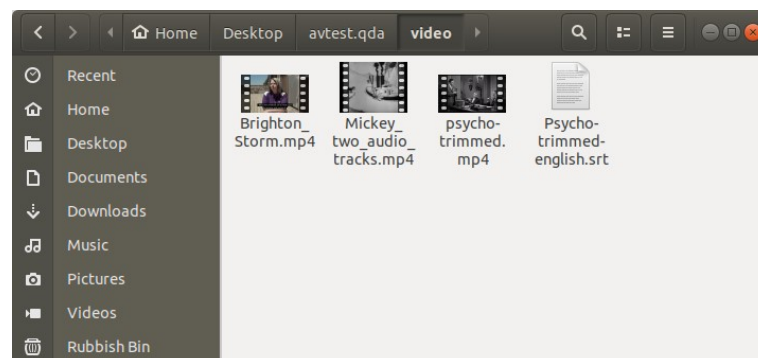 Home Desktop avtest.qda video
Recent
Home
Desktop
Documents
Downloads
Music
Pictures
Videos
Rubbish Bin
Brighton_
Storm.mp4
Mickey_
two_audio_
tracks.mp4
psycho-
trimmed.
mp4
Psycho-
trimmed-
english.srt